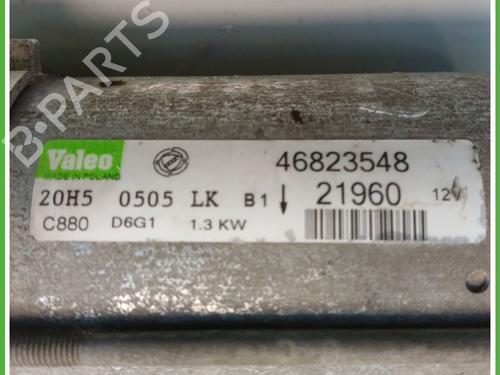 B-PARTS
Valeo
MADE IN POLAND
46823548
20H5 0505 LK B1 21960 12V
C880 D6G1 1.3 KW